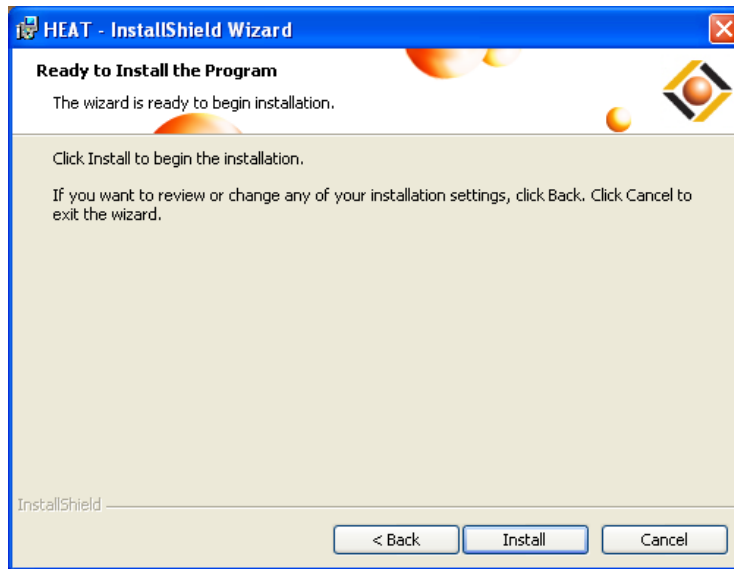 HEAT - InstallShield Wizard
Ready to Install the Program
The wizard is ready to begin installation.
Click Install to begin the installation.
If you want to review or change any of your installation settings, click Back. Click Cancel to
exit the wizard.
InstallShield
< Back Install Cancel